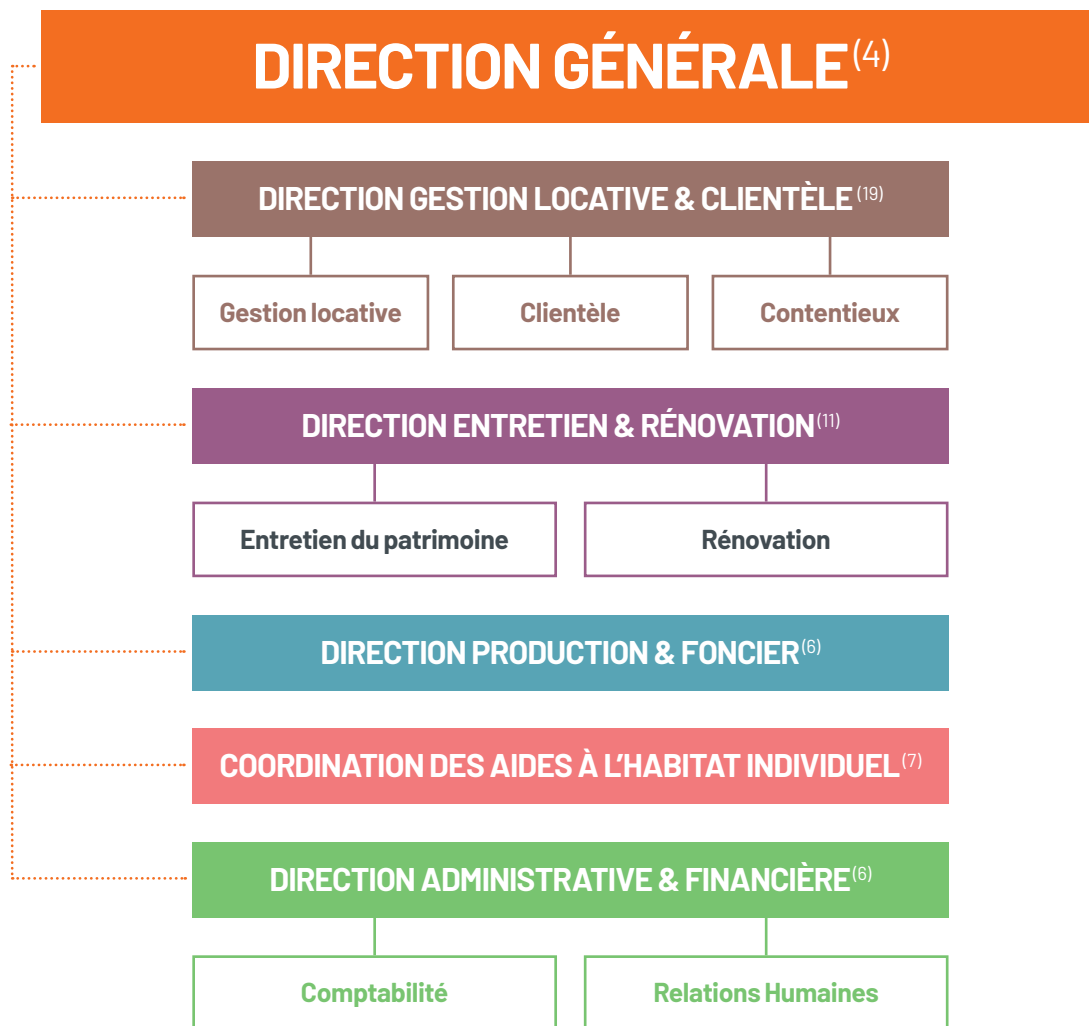 DIRECTION GÉNÉRALE (4)
DIRECTION GESTION LOCATIVE & CLIENTÈLE (19)
Gestion locative
Clientèle
Contentieux
DIRECTION ENTRETIEN & RÉNOVATION (11)
Entretien du patrimoine
Rénovation
DIRECTION PRODUCTION & FONCIER (6)
COORDINATION DES AIDES À L’HABITAT INDIVIDUEL (7)
DIRECTION ADMINISTRATIVE & FINANCIÈRE (6)
Comptabilité
Relations Humaines